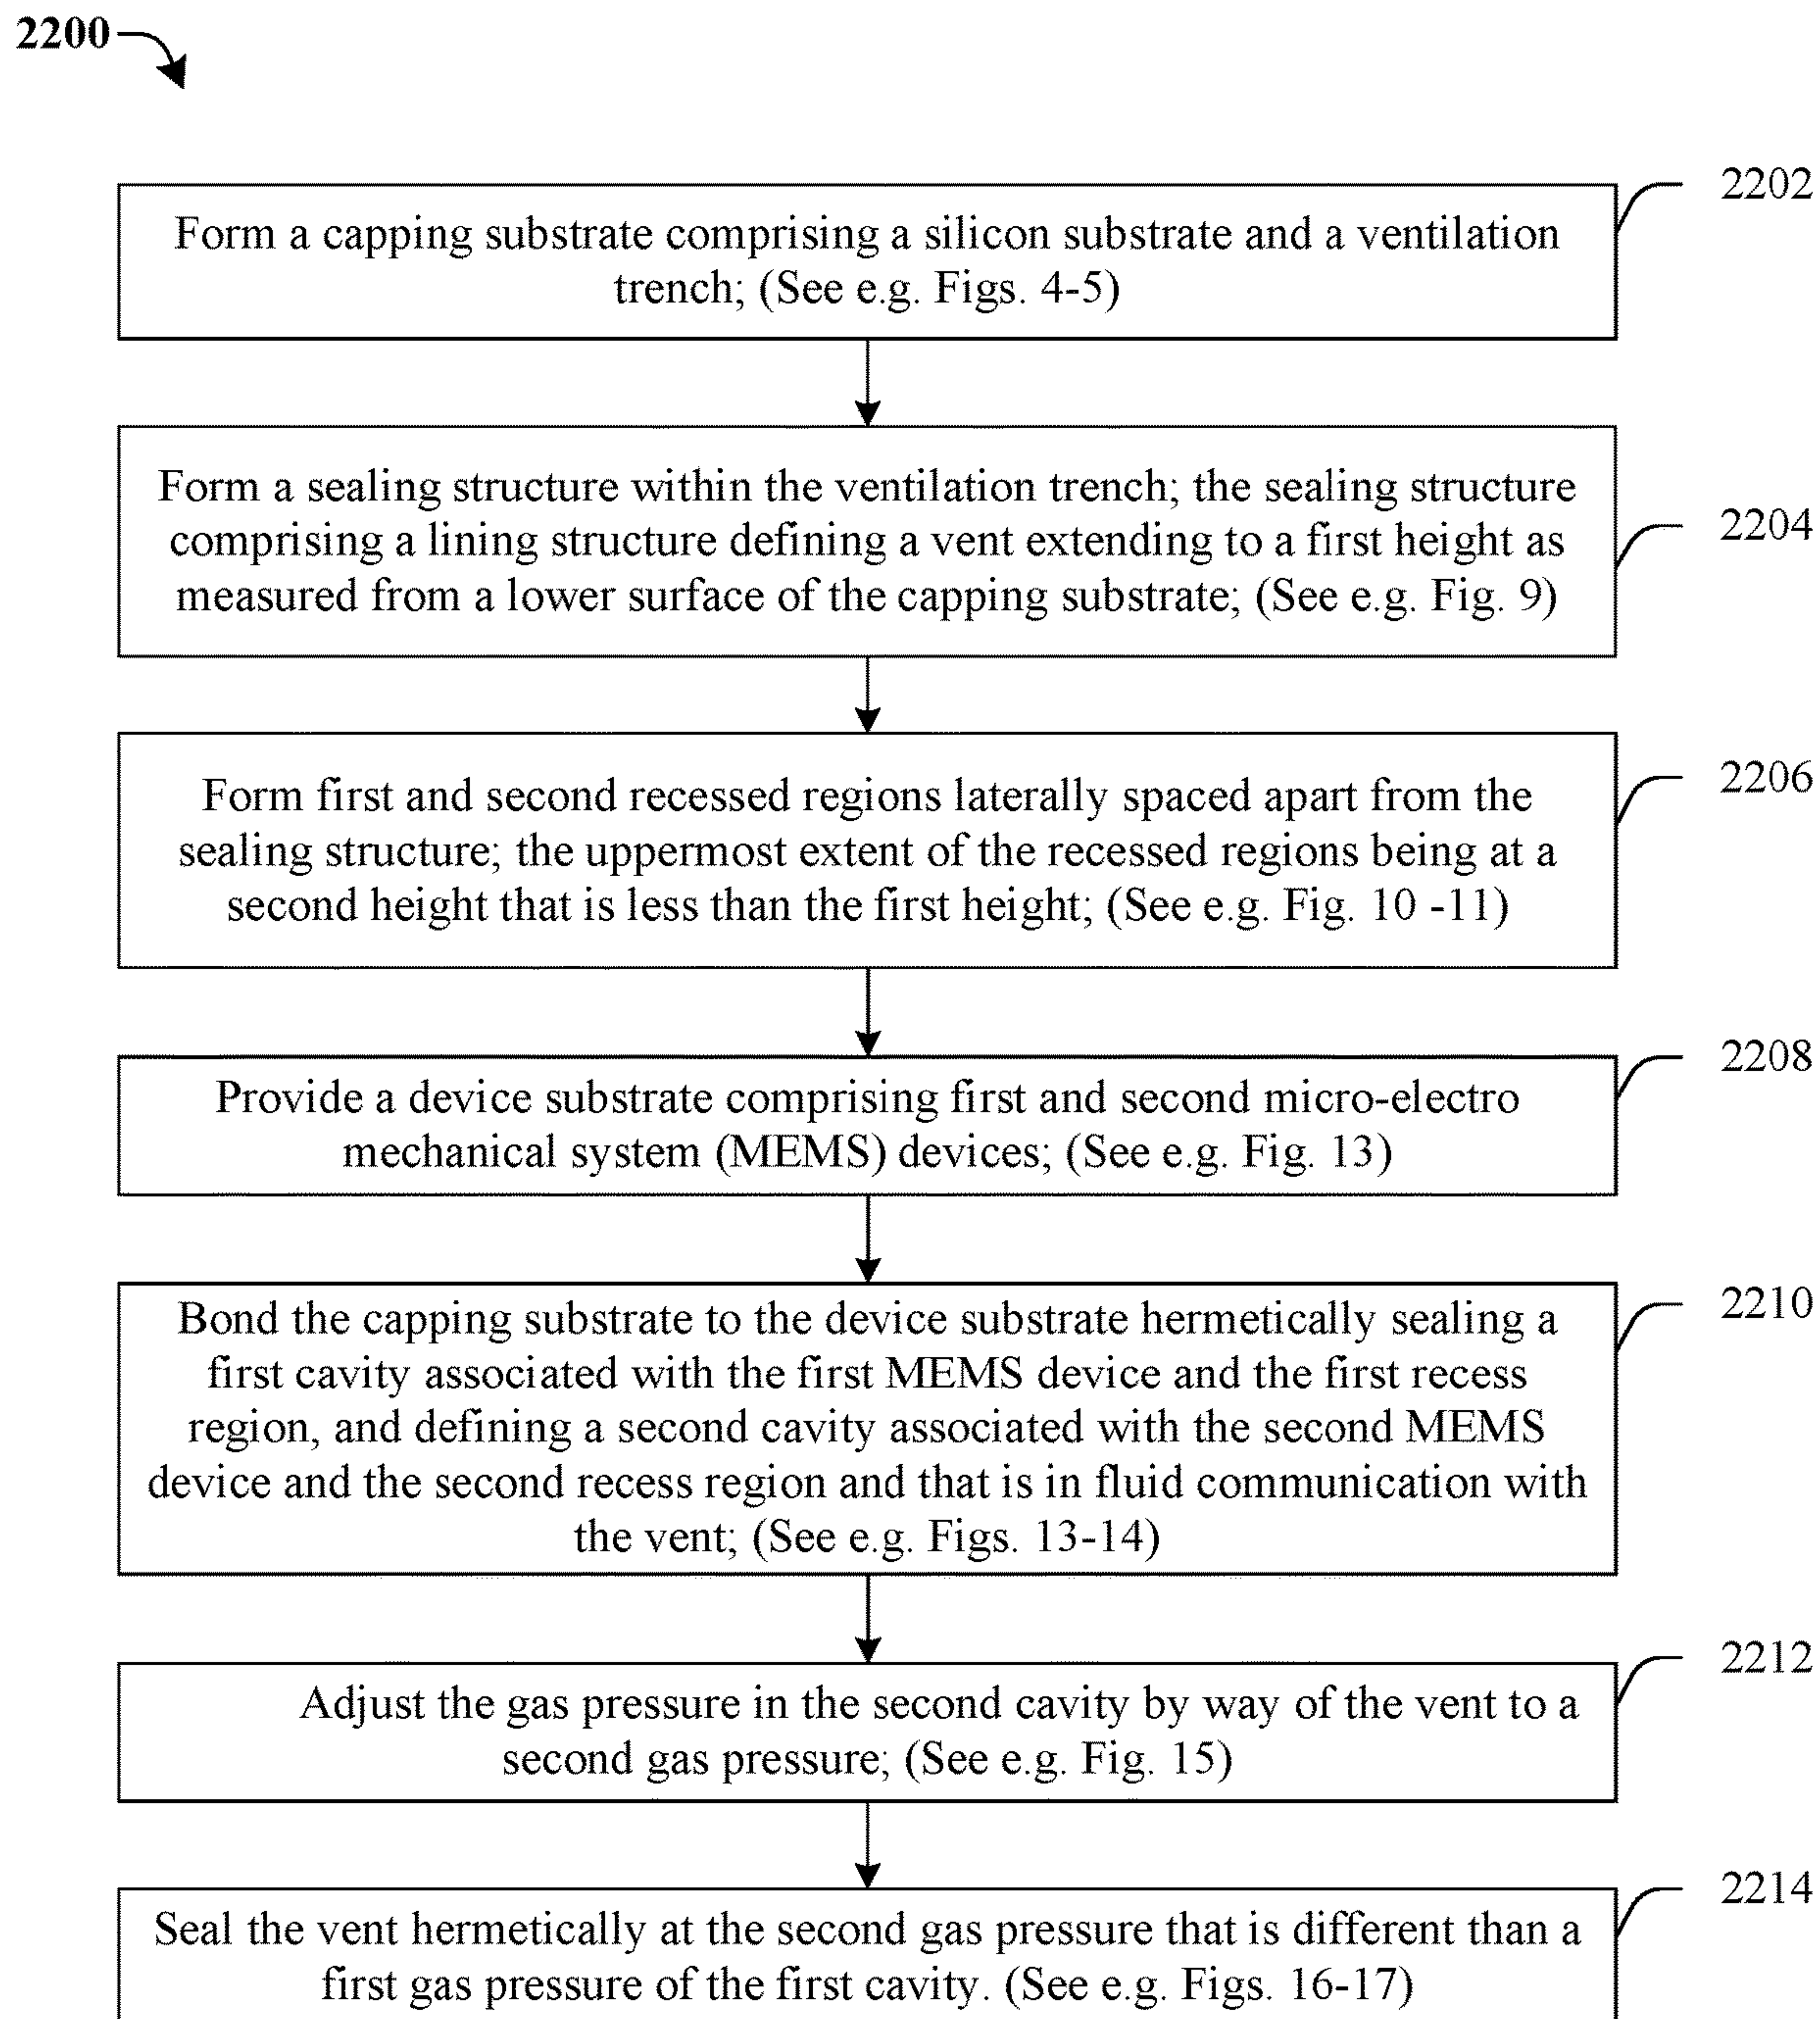 2200
2202
Form a capping substrate comprising a silicon substrate and a ventilation
trench; (See e.g. Figs. 4-5)
2204
Form a sealing structure within the ventilation trench; the sealing structure
comprising a lining structure defining a vent extending to a first height as
measured from a lower surface of the capping substrate; (See e.g. Fig. 9)
2206
Form first and second recessed regions laterally spaced apart from the
sealing structure; the uppermost extent of the recessed regions being at a
second height that is less than the first height; (See e.g. Fig. 10 -11)
2208
Provide a device substrate comprising first and second micro-electro
mechanical system (MEMS) devices; (See e.g. Fig. 13)
2210
Bond the capping substrate to the device substrate hermetically sealing a
first cavity associated with the first MEMS device and the first recess
region, and defining a second cavity associated with the second MEMS
device and the second recess region and that is in fluid communication with
the vent; (See e.g. Figs. 13-14)
2212
Adjust the gas pressure in the second cavity by way of the vent to a
second gas pressure; (See e.g. Fig. 15)
2214
Seal the vent hermetically at the second gas pressure that is different than a
first gas pressure of the first cavity. (See e.g. Figs. 16-17)